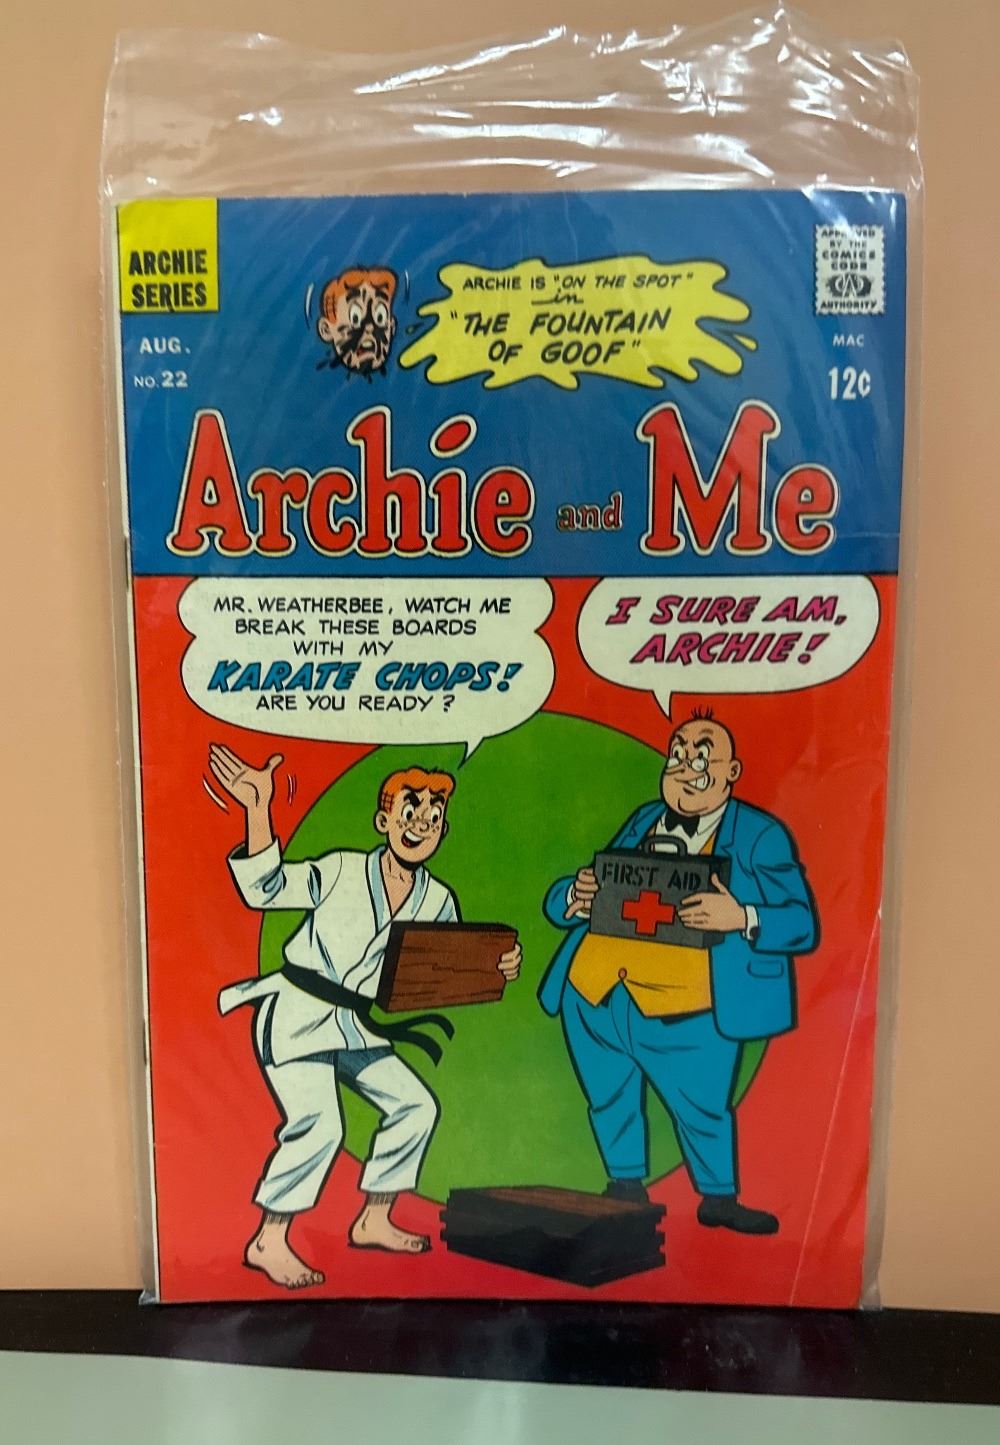 ARCHIE
SERIES
AUG.
NO. 22
ARCHIE IS "ON THE SPOT"
in
"THE FOUNTAIN
OF GOOF"
APPROVED
BY THE
COMICS
CODE
CA
AUTHORITY
MAC
12¢
Archie and Me
MR. WEATHERBEE, WATCH ME
BREAK THESE BOARDS
WITH MY
KARATE CHOPS!
ARE YOU READY?
I SURE AM,
ARCHIE!
FIRST AID